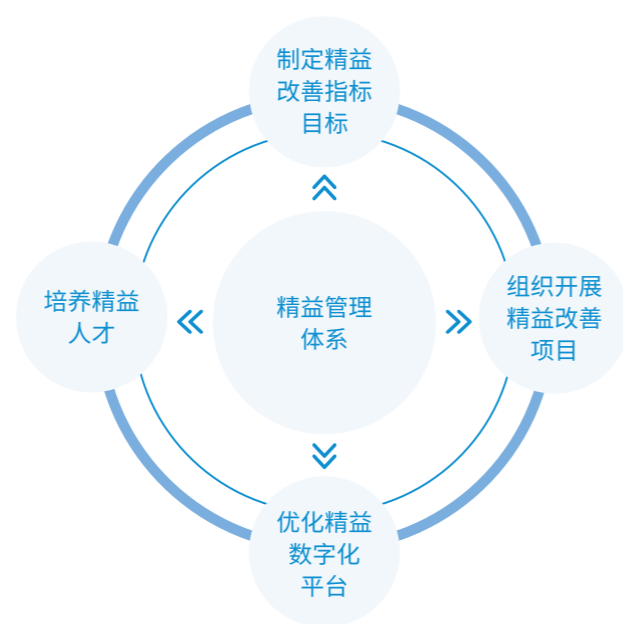 制定精益
改善指标
目标
培养精益
人才
精益管理
体系
组织开展
精益改善
项目
优化精益
数字化
平台